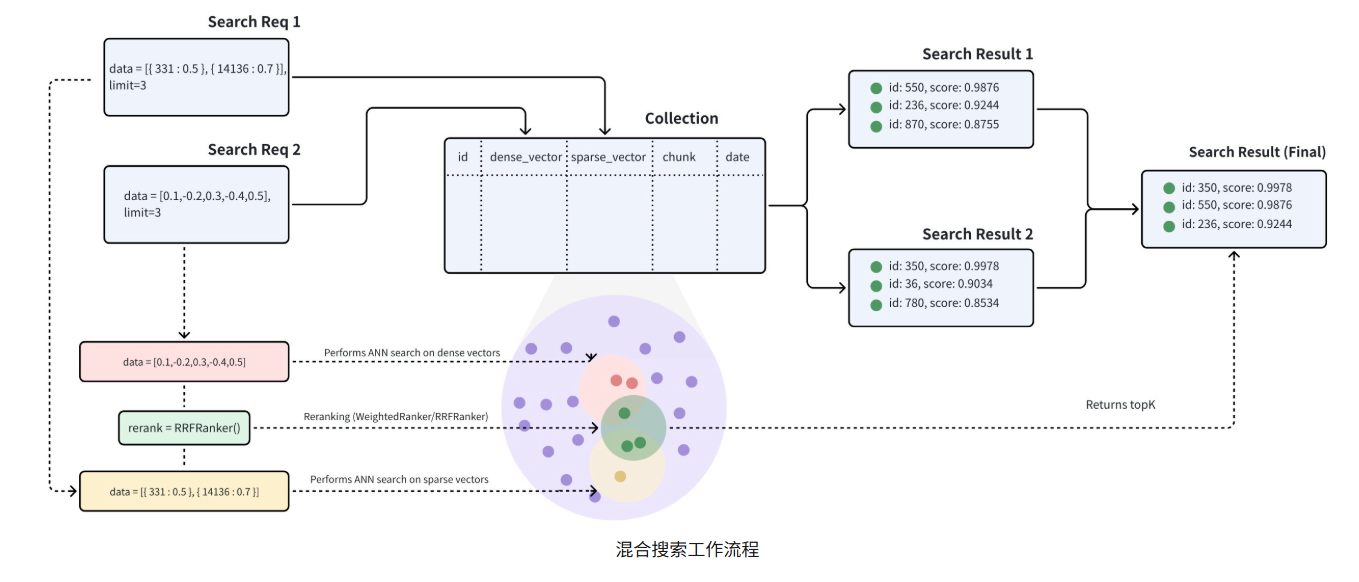 Search Req 1
data = [{ 331 : 0.5 }, { 14136 : 0.7 }],
limit=3
Search Req 2
data = [0.1,-0.2,0.3,-0.4,0.5],
limit=3
Collection
id
dense_vector
sparse_vector
chunk
date
Search Result 1
id: 550, score: 0.9876
id: 236, score: 0.9244
id: 870, score: 0.8755
Search Result 2
id: 350, score: 0.9978
id: 36, score: 0.9034
id: 780, score: 0.8534
Search Result (Final)
id: 350, score: 0.9978
id: 550, score: 0.9876
id: 236, score: 0.9244
data = [0.1,-0.2,0.3,-0.4,0.5]
Performs ANN search on dense vectors
rerank = RRFRanker()
Reranking (WeightedRanker/RRFRanker)
Returns topK
data = [{ 331 : 0.5 }, { 14136 : 0.7 }]
Performs ANN search on sparse vectors
混合搜索工作流程